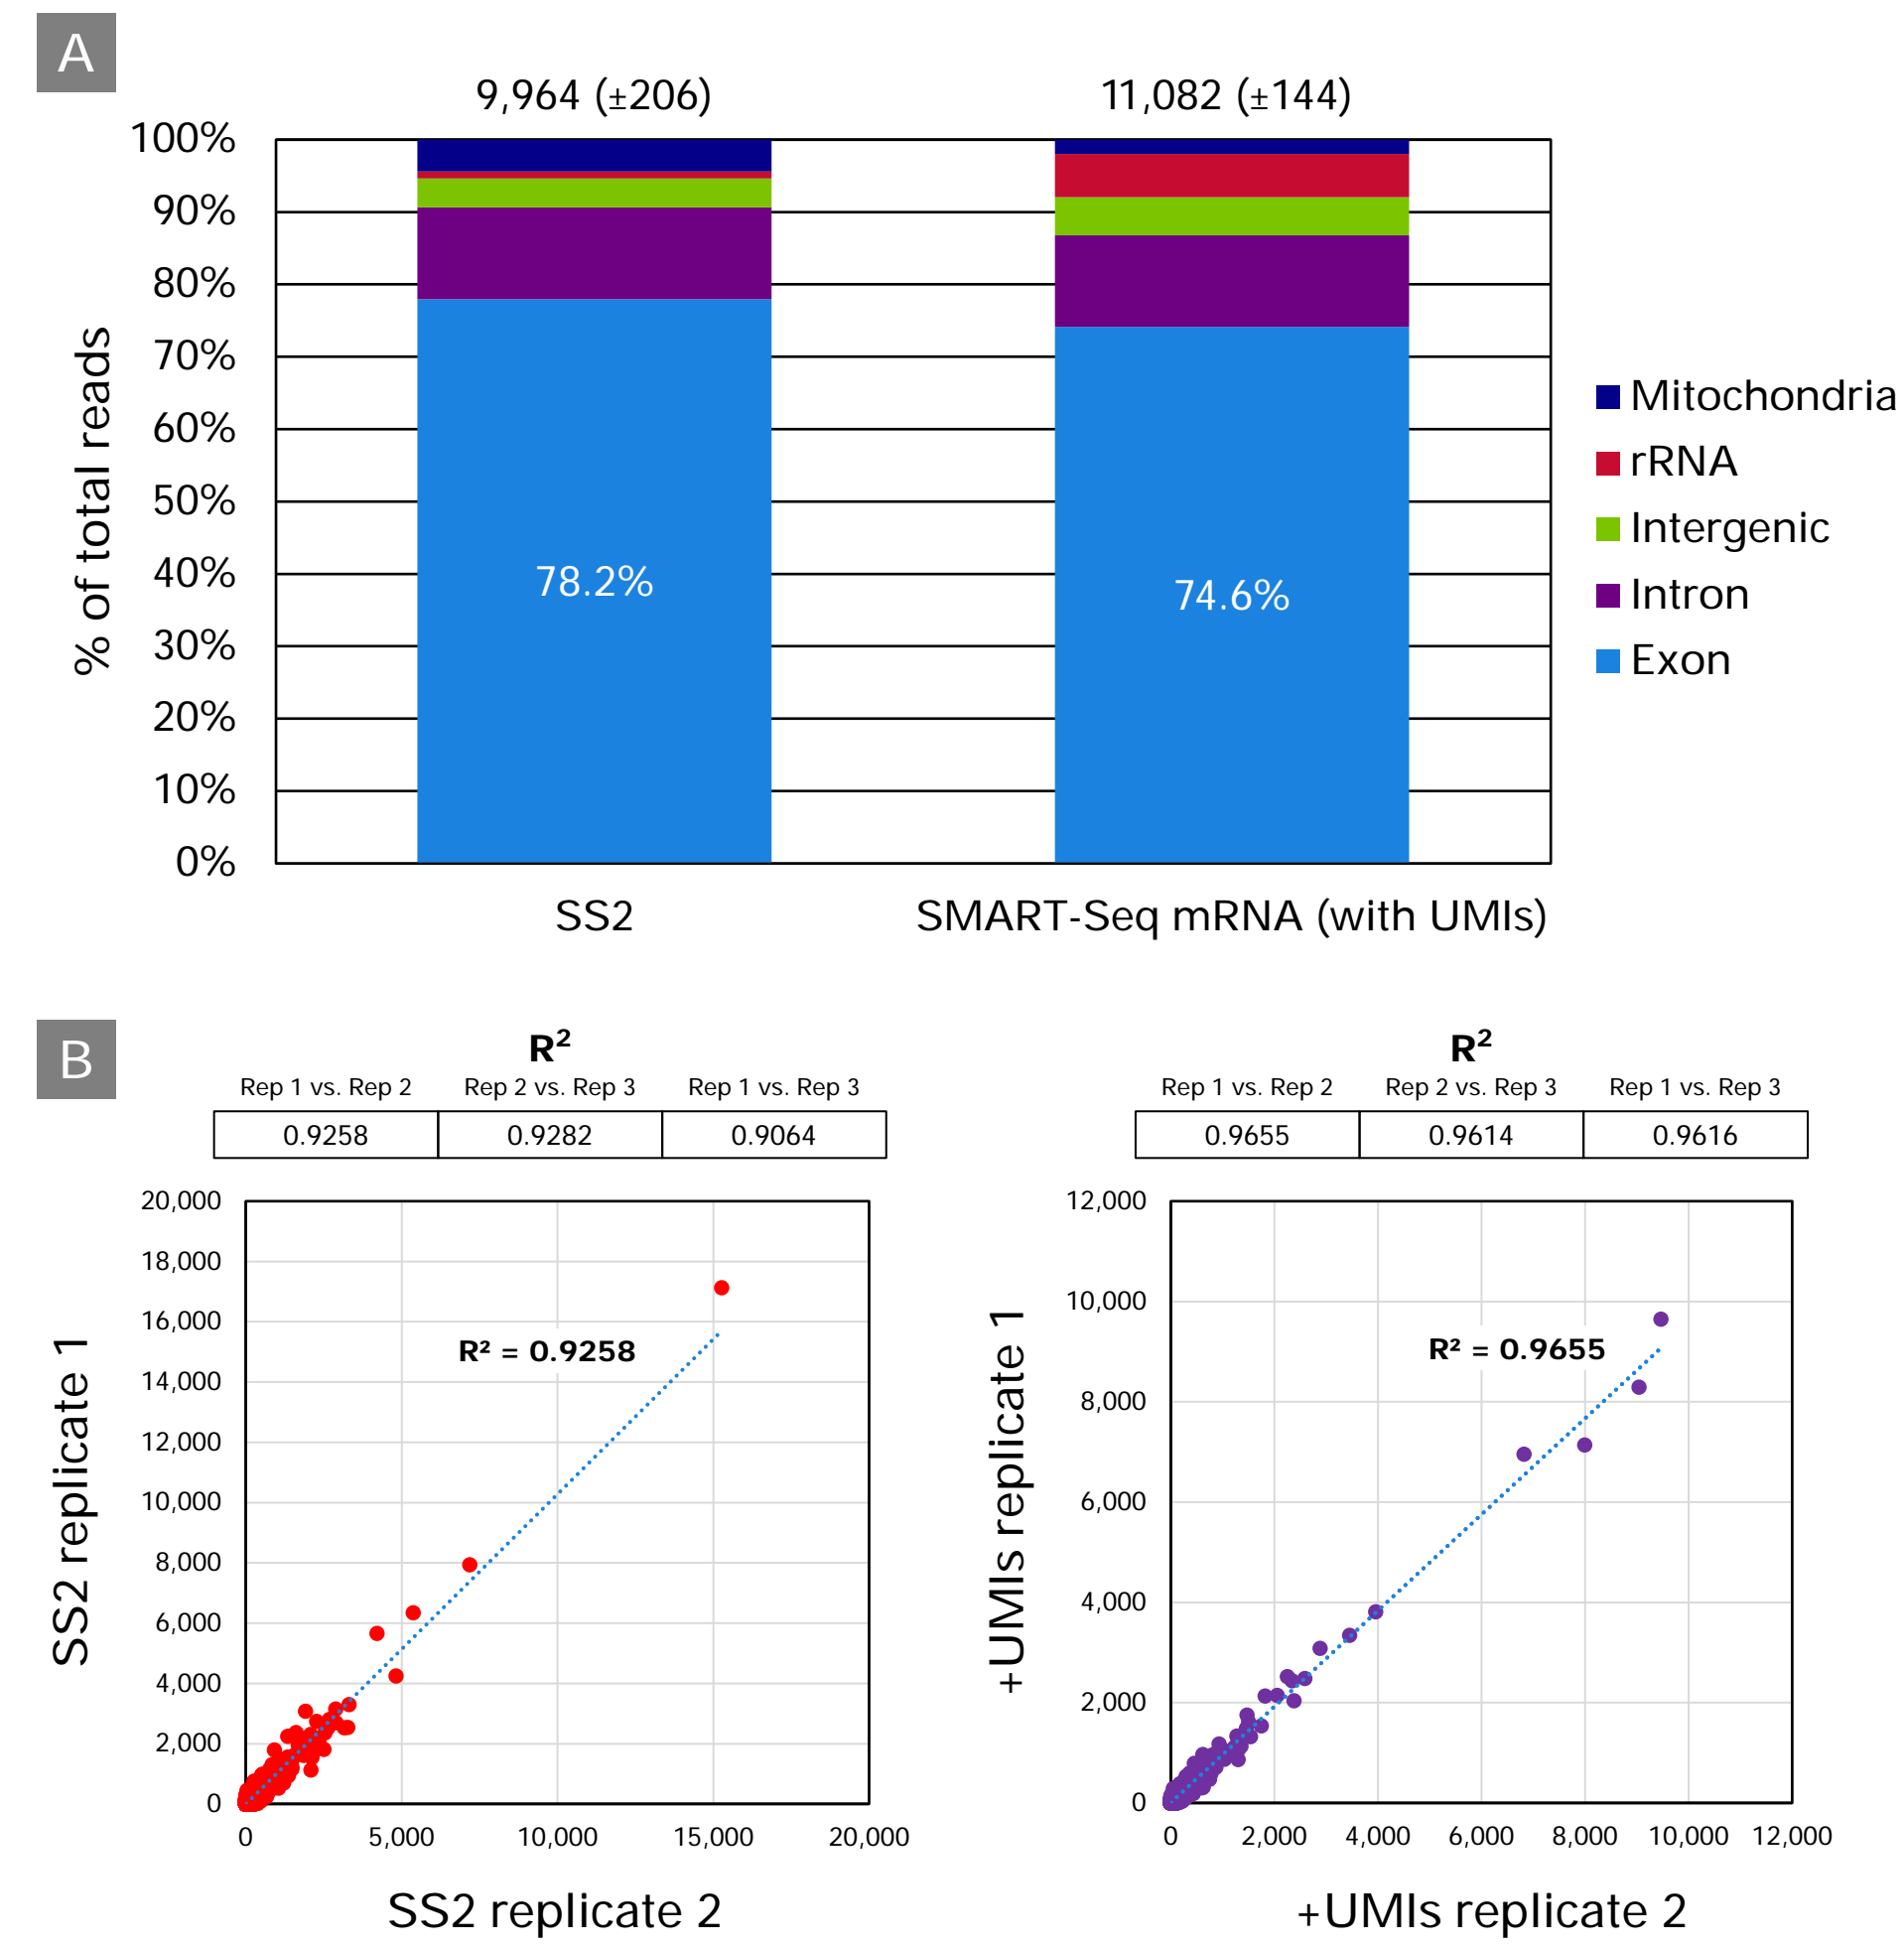 A
9,964 (±206)
11,082 (±144)
100%
90%
80%
70%
60%
50%
40%
30%
20%
10%
0%
% of total reads
78.2%
74.6%
SS2
SMART-Seq mRNA (with UMIs)
Mitochondria
rRNA
Intergenic
Intron
Exon
B
R²
Rep 1 vs. Rep 2 Rep 2 vs. Rep 3 Rep 1 vs. Rep 3
0.9258 0.9282 0.9064
20,000
18,000
16,000
14,000
12,000
10,000
8,000
6,000
4,000
2,000
0
SS2 replicate 1
R² = 0.9258
0 5,000 10,000 15,000 20,000
SS2 replicate 2
R²
Rep 1 vs. Rep 2 Rep 2 vs. Rep 3 Rep 1 vs. Rep 3
0.9655 0.9614 0.9616
12,000
10,000
8,000
6,000
4,000
2,000
0
+UMIs replicate 1
R² = 0.9655
0 2,000 4,000 6,000 8,000 10,000 12,000
+UMIs replicate 2